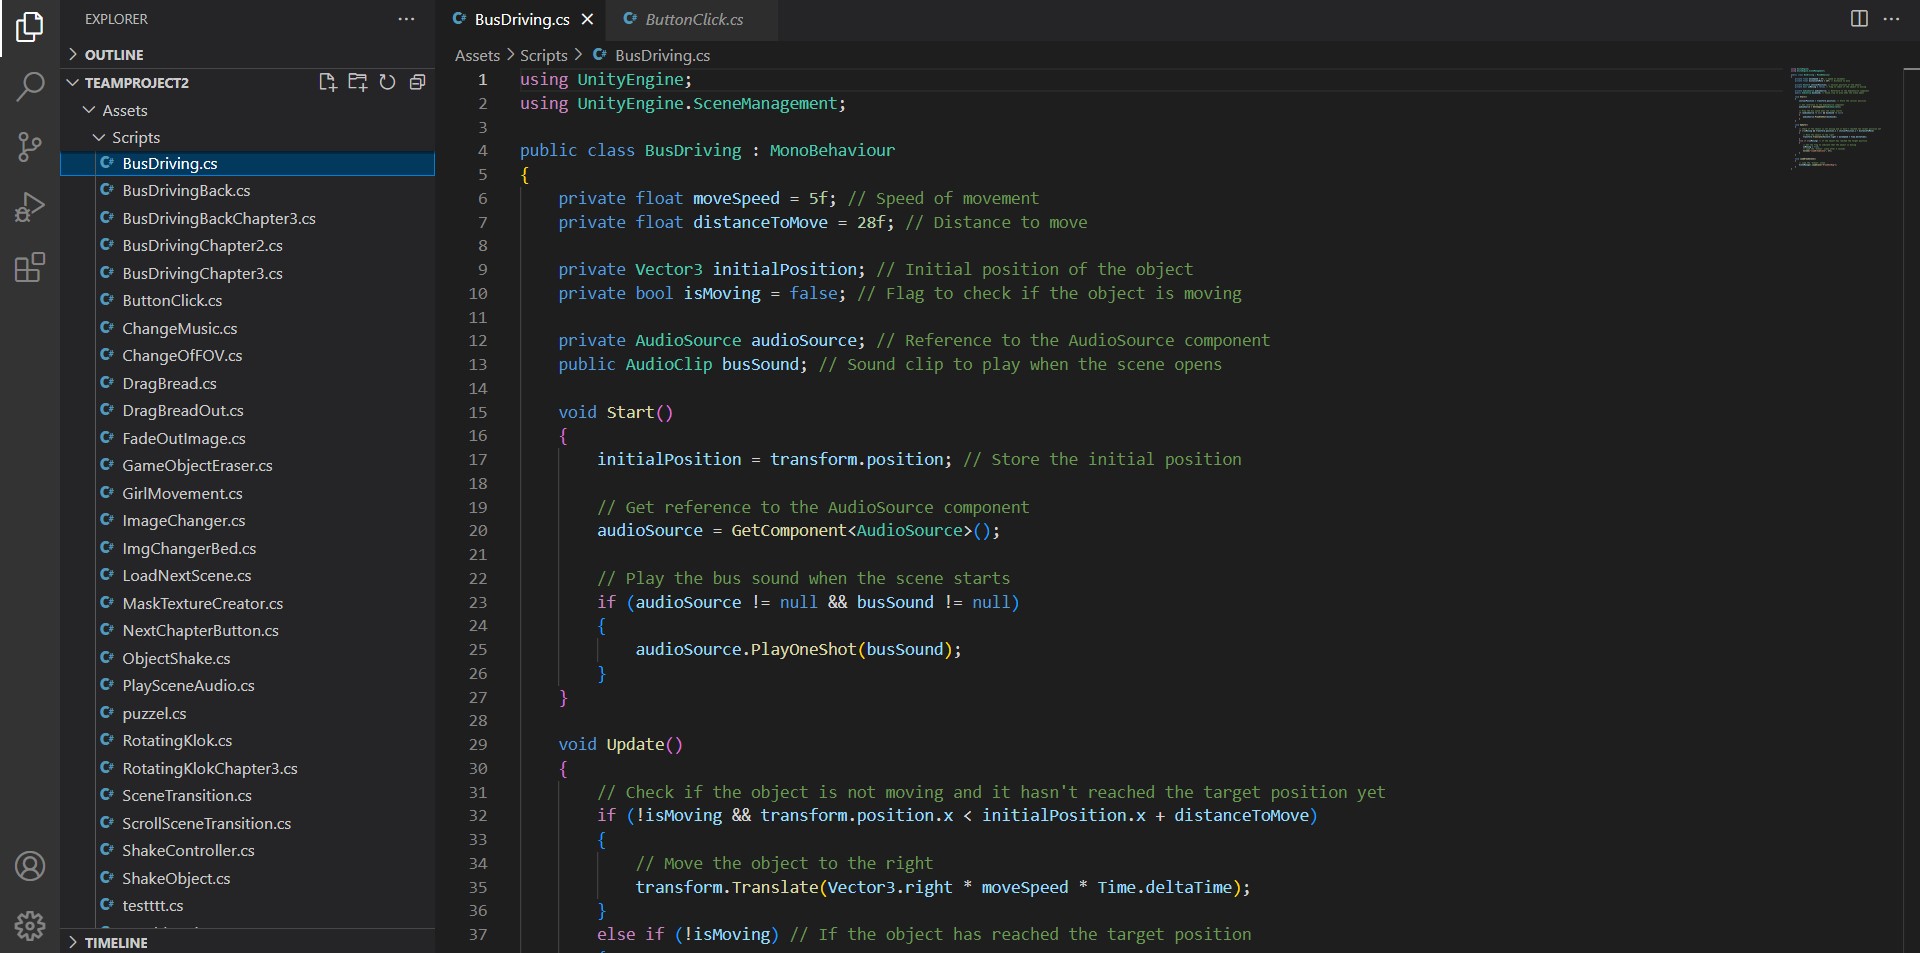 EXPLORER
OUTLINE
TEAMPROJECT2
Assets
Scripts
BusDriving.cs
BusDrivingBack.cs
BusDrivingBackChapter3.cs
BusDrivingChapter2.cs
BusDrivingChapter3.cs
ButtonClick.cs
ChangeMusic.cs
ChangeOfFOV.cs
DragBread.cs
DragBreadOut.cs
FadeOutImage.cs
GameObjectEraser.cs
GirlMovement.cs
ImageChanger.cs
ImgChangerBed.cs
LoadNextScene.cs
MaskTextureCreator.cs
NextChapterButton.cs
ObjectShake.cs
PlaySceneAudio.cs
puzzel.cs
RotatingKlok.cs
RotatingKlokChapter3.cs
SceneTransition.cs
ScrollSceneTransition.cs
ShakeController.cs
ShakeObject.cs
testttt.cs
TIMELINE
BusDriving.cs ButtonClick.cs
Assets > Scripts > BusDriving.cs
1 using UnityEngine;
2 using UnityEngine.SceneManagement;
3
4 public class BusDriving : MonoBehaviour
5 {
6 private float moveSpeed = 5f; // Speed of movement
7 private float distanceToMove = 28f; // Distance to move
8
9 private Vector3 initialPosition; // Initial position of the object
10 private bool isMoving = false; // Flag to check if the object is moving
11
12 private AudioSource audioSource; // Reference to the AudioSource component
13 public AudioClip busSound; // Sound clip to play when the scene opens
14
15 void Start()
16 {
17 initialPosition = transform.position; // Store the initial position
18
19 // Get reference to the AudioSource component
20 audioSource = GetComponent<AudioSource>();
21
22 // Play the bus sound when the scene starts
23 if (audioSource != null && busSound != null)
24 {
25 audioSource.PlayOneShot(busSound);
26 }
27 }
28
29 void Update()
30 {
31 // Check if the object is not moving and it hasn't reached the target position yet
32 if (!isMoving && transform.position.x < initialPosition.x + distanceToMove)
33 {
34 // Move the object to the right
35 transform.Translate(Vector3.right * moveSpeed * Time.deltaTime);
36 }
37 else if (!isMoving) // If the object has reached the target position